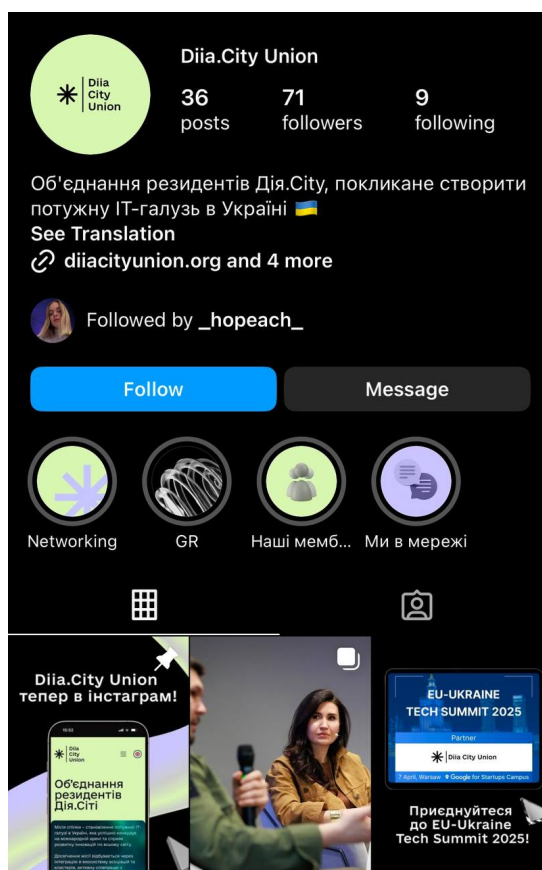 Diia
City
Union
Diia.City Union
36
71
9
posts
followers
following
Об'єднання резидентів Дія.City, покликане створити
потужну ІТ-галузь в Україні 🇺🇦
See Translation
diiacityunion.org and 4 more
Followed by _hopeach_
Follow
Message
Networking
GR
Наші мемб...
Ми в мережі
Diia.City Union
тепер в інстаграм!
Diia
City
Union
Об'єднання
резидентів
Дія.Сіті
EU-UKRAINE
TECH SUMMIT 2025
Partner
Diia City Union
7 April, Warsaw
Google for Startups Campus
Приєднуйтеся
до EU-Ukraine
Tech Summit 2025!